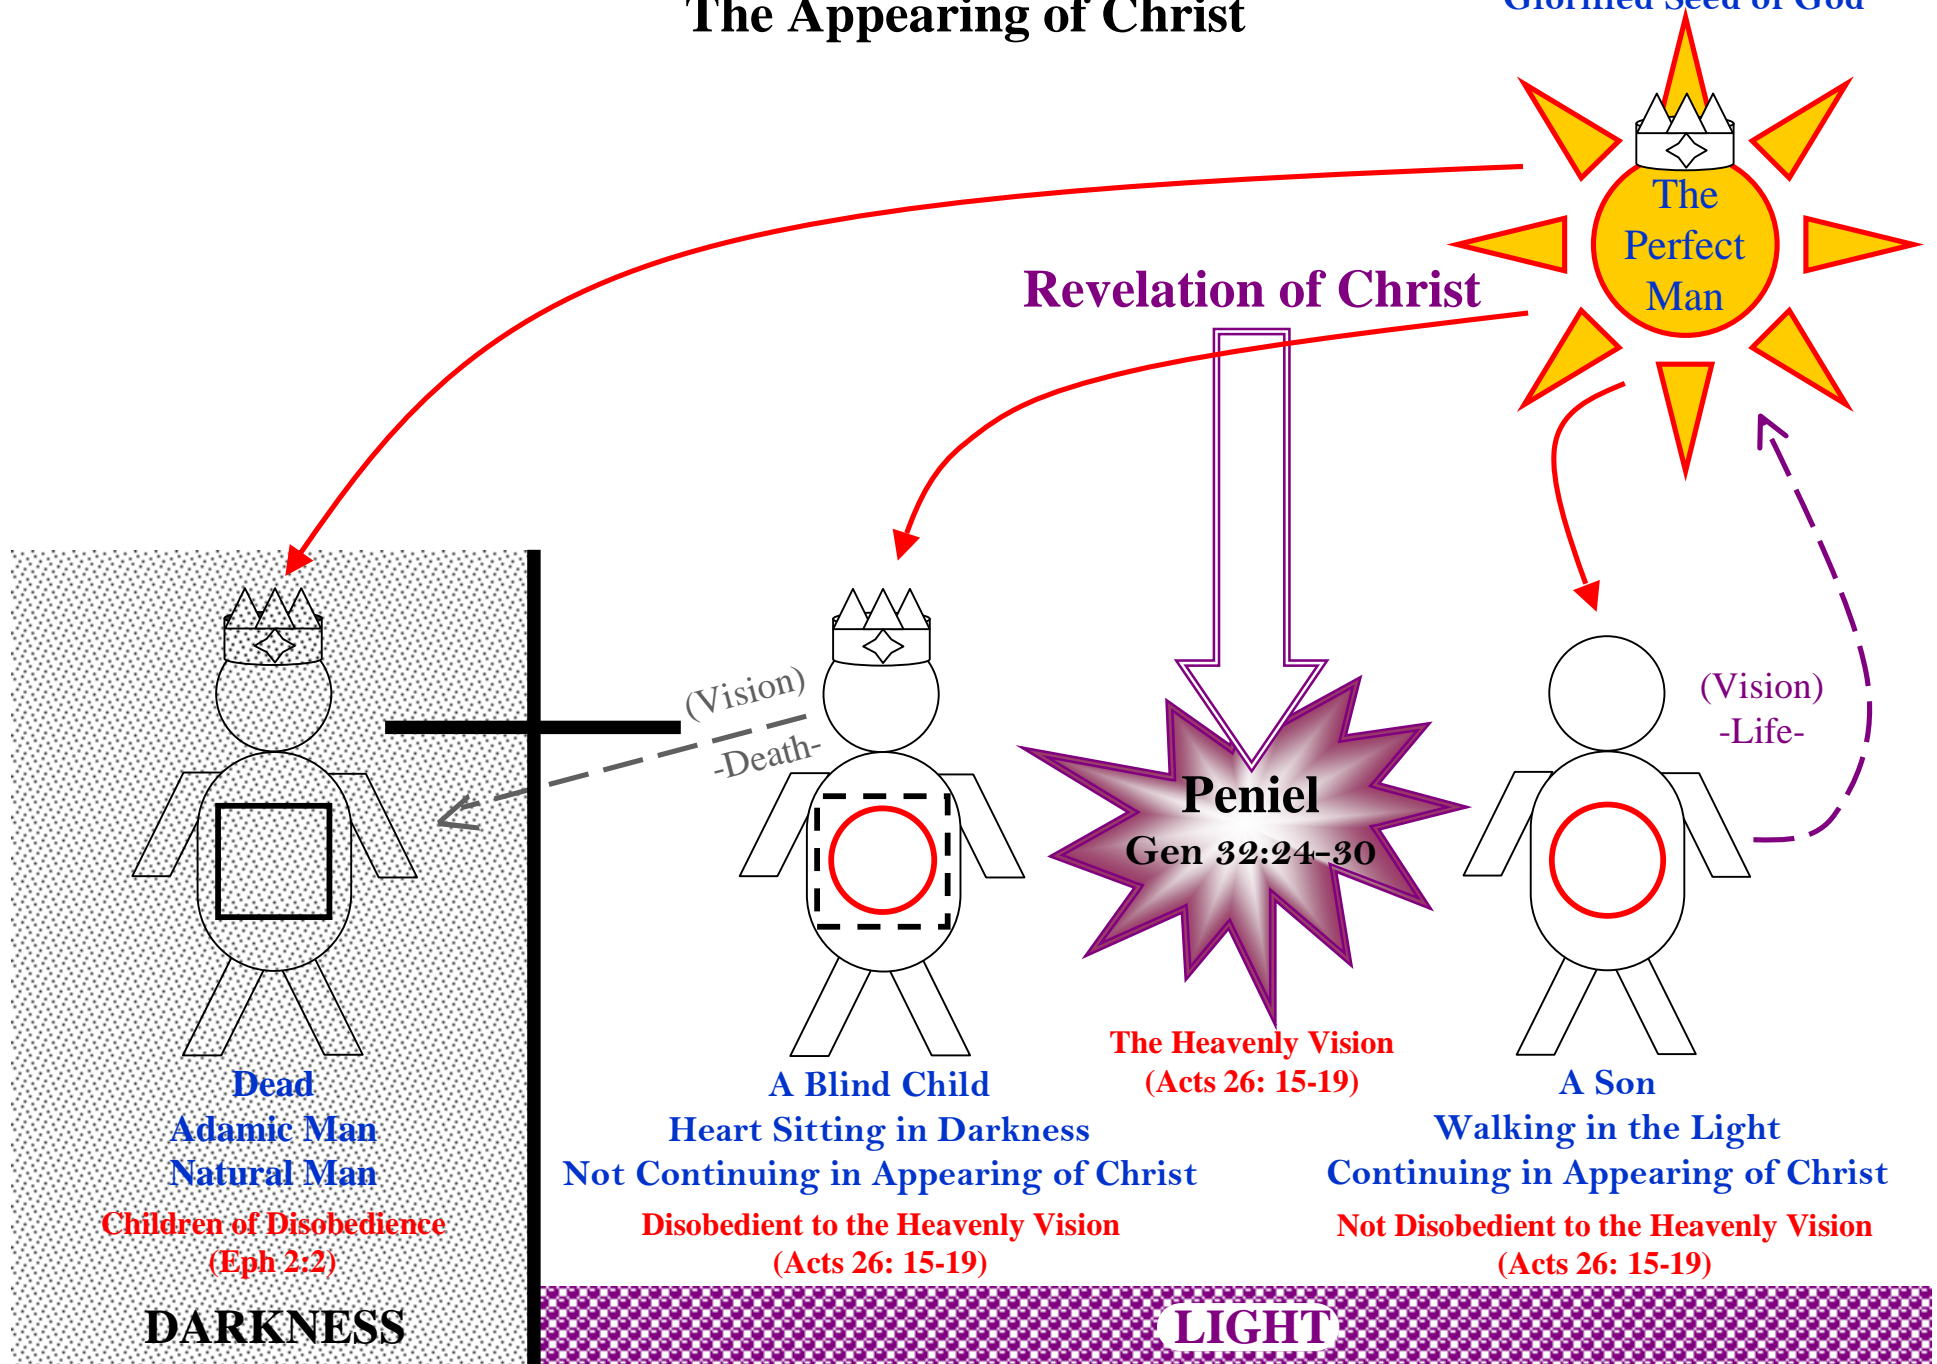 The Appearing of Christ
Glorified Seed of God
The
Perfect
Man
Revelation of Christ
(Vision)
-Death-
(Vision)
-Life-
Peniel
Gen 32:24-30
The Heavenly Vision
(Acts 26: 15-19)
Dead
Adamic Man
Natural Man
Children of Disobedience
(Eph 2:2)
A Blind Child
Heart Sitting in Darkness
Not Continuing in Appearing of Christ
Disobedient to the Heavenly Vision
(Acts 26: 15-19)
A Son
Walking in the Light
Continuing in Appearing of Christ
Not Disobedient to the Heavenly Vision
(Acts 26: 15-19)
DARKNESS
LIGHT